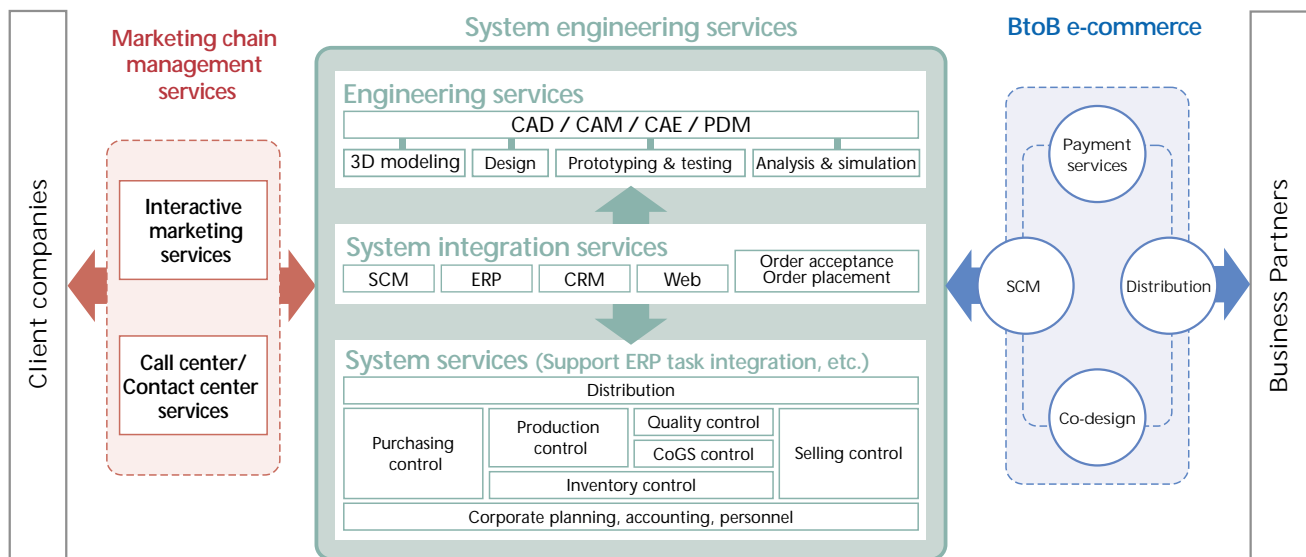 Client companies
Marketing chain
management
services
Interactive
marketing
services
Call center/
Contact center
services
System engineering services
Engineering services
CAD / CAM / CAE / PDM
3D modeling
Design
Prototyping & testing
Analysis & simulation
System integration services
SCM
ERP
CRM
Web
Order acceptance
Order placement
System services (Support ERP task integration, etc.)
Distribution
Purchasing
control
Production
control
Quality control
CoGS control
Selling control
Inventory control
Corporate planning, accounting, personnel
BtoB e-commerce
Payment
services
SCM
Distribution
Co-design
Business Partners